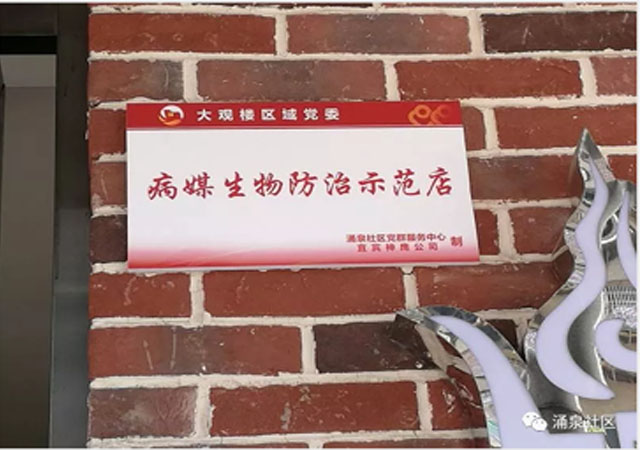 大观楼区域党委
病媒生物防治示范店
涌泉社区党群服务中心
宜宾神鹰公司 制
涌泉社区